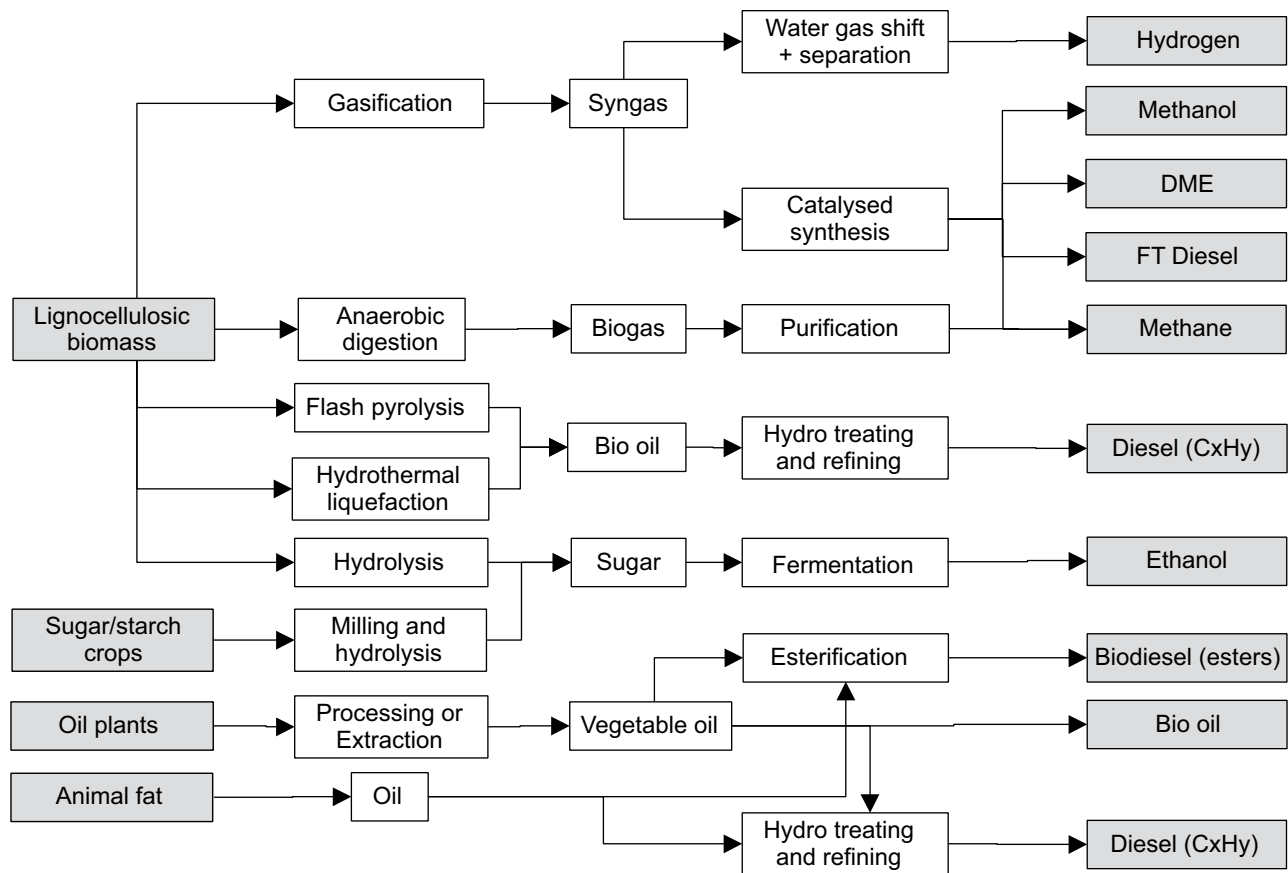 Water gas shift
+ separation
Hydrogen
Gasification
Syngas
Methanol
DME
Catalysed
synthesis
FT Diesel
Lignocellulosic
biomass
Anaerobic
digestion
Biogas
Purification
Methane
Flash pyrolysis
Bio oil
Hydro treating
and refining
Diesel (CxHy)
Hydrothermal
liquefaction
Hydrolysis
Sugar
Fermentation
Ethanol
Sugar/starch
crops
Milling and
hydrolysis
Esterification
Biodiesel (esters)
Oil plants
Processing or
Extraction
Vegetable oil
Bio oil
Animal fat
Oil
Hydro treating
and refining
Diesel (CxHy)